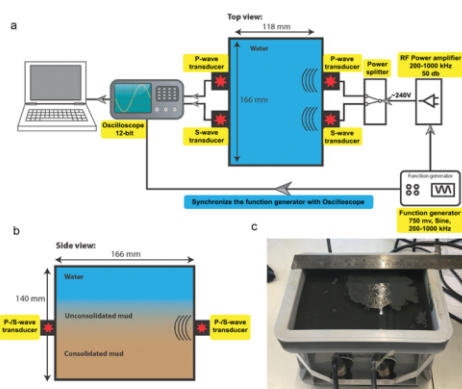 a
Top view:
118 mm
Water
166 mm
P-wave
transducer
P-wave
transducer
S-wave
transducer
S-wave
transducer
Oscilloscope
12-bit
Power
splitter
~240V
RF Power amplifier
200-1000 kHz
50 db
Function generator
Synchronize the function generator with Oscilloscope
Function generator
750 mv, Sine,
200-1000 kHz
b
Side view:
166 mm
140 mm
Water
Unconsolidated mud
Consolidated mud
P-/S-wave
transducer
P-/S-wave
transducer
c